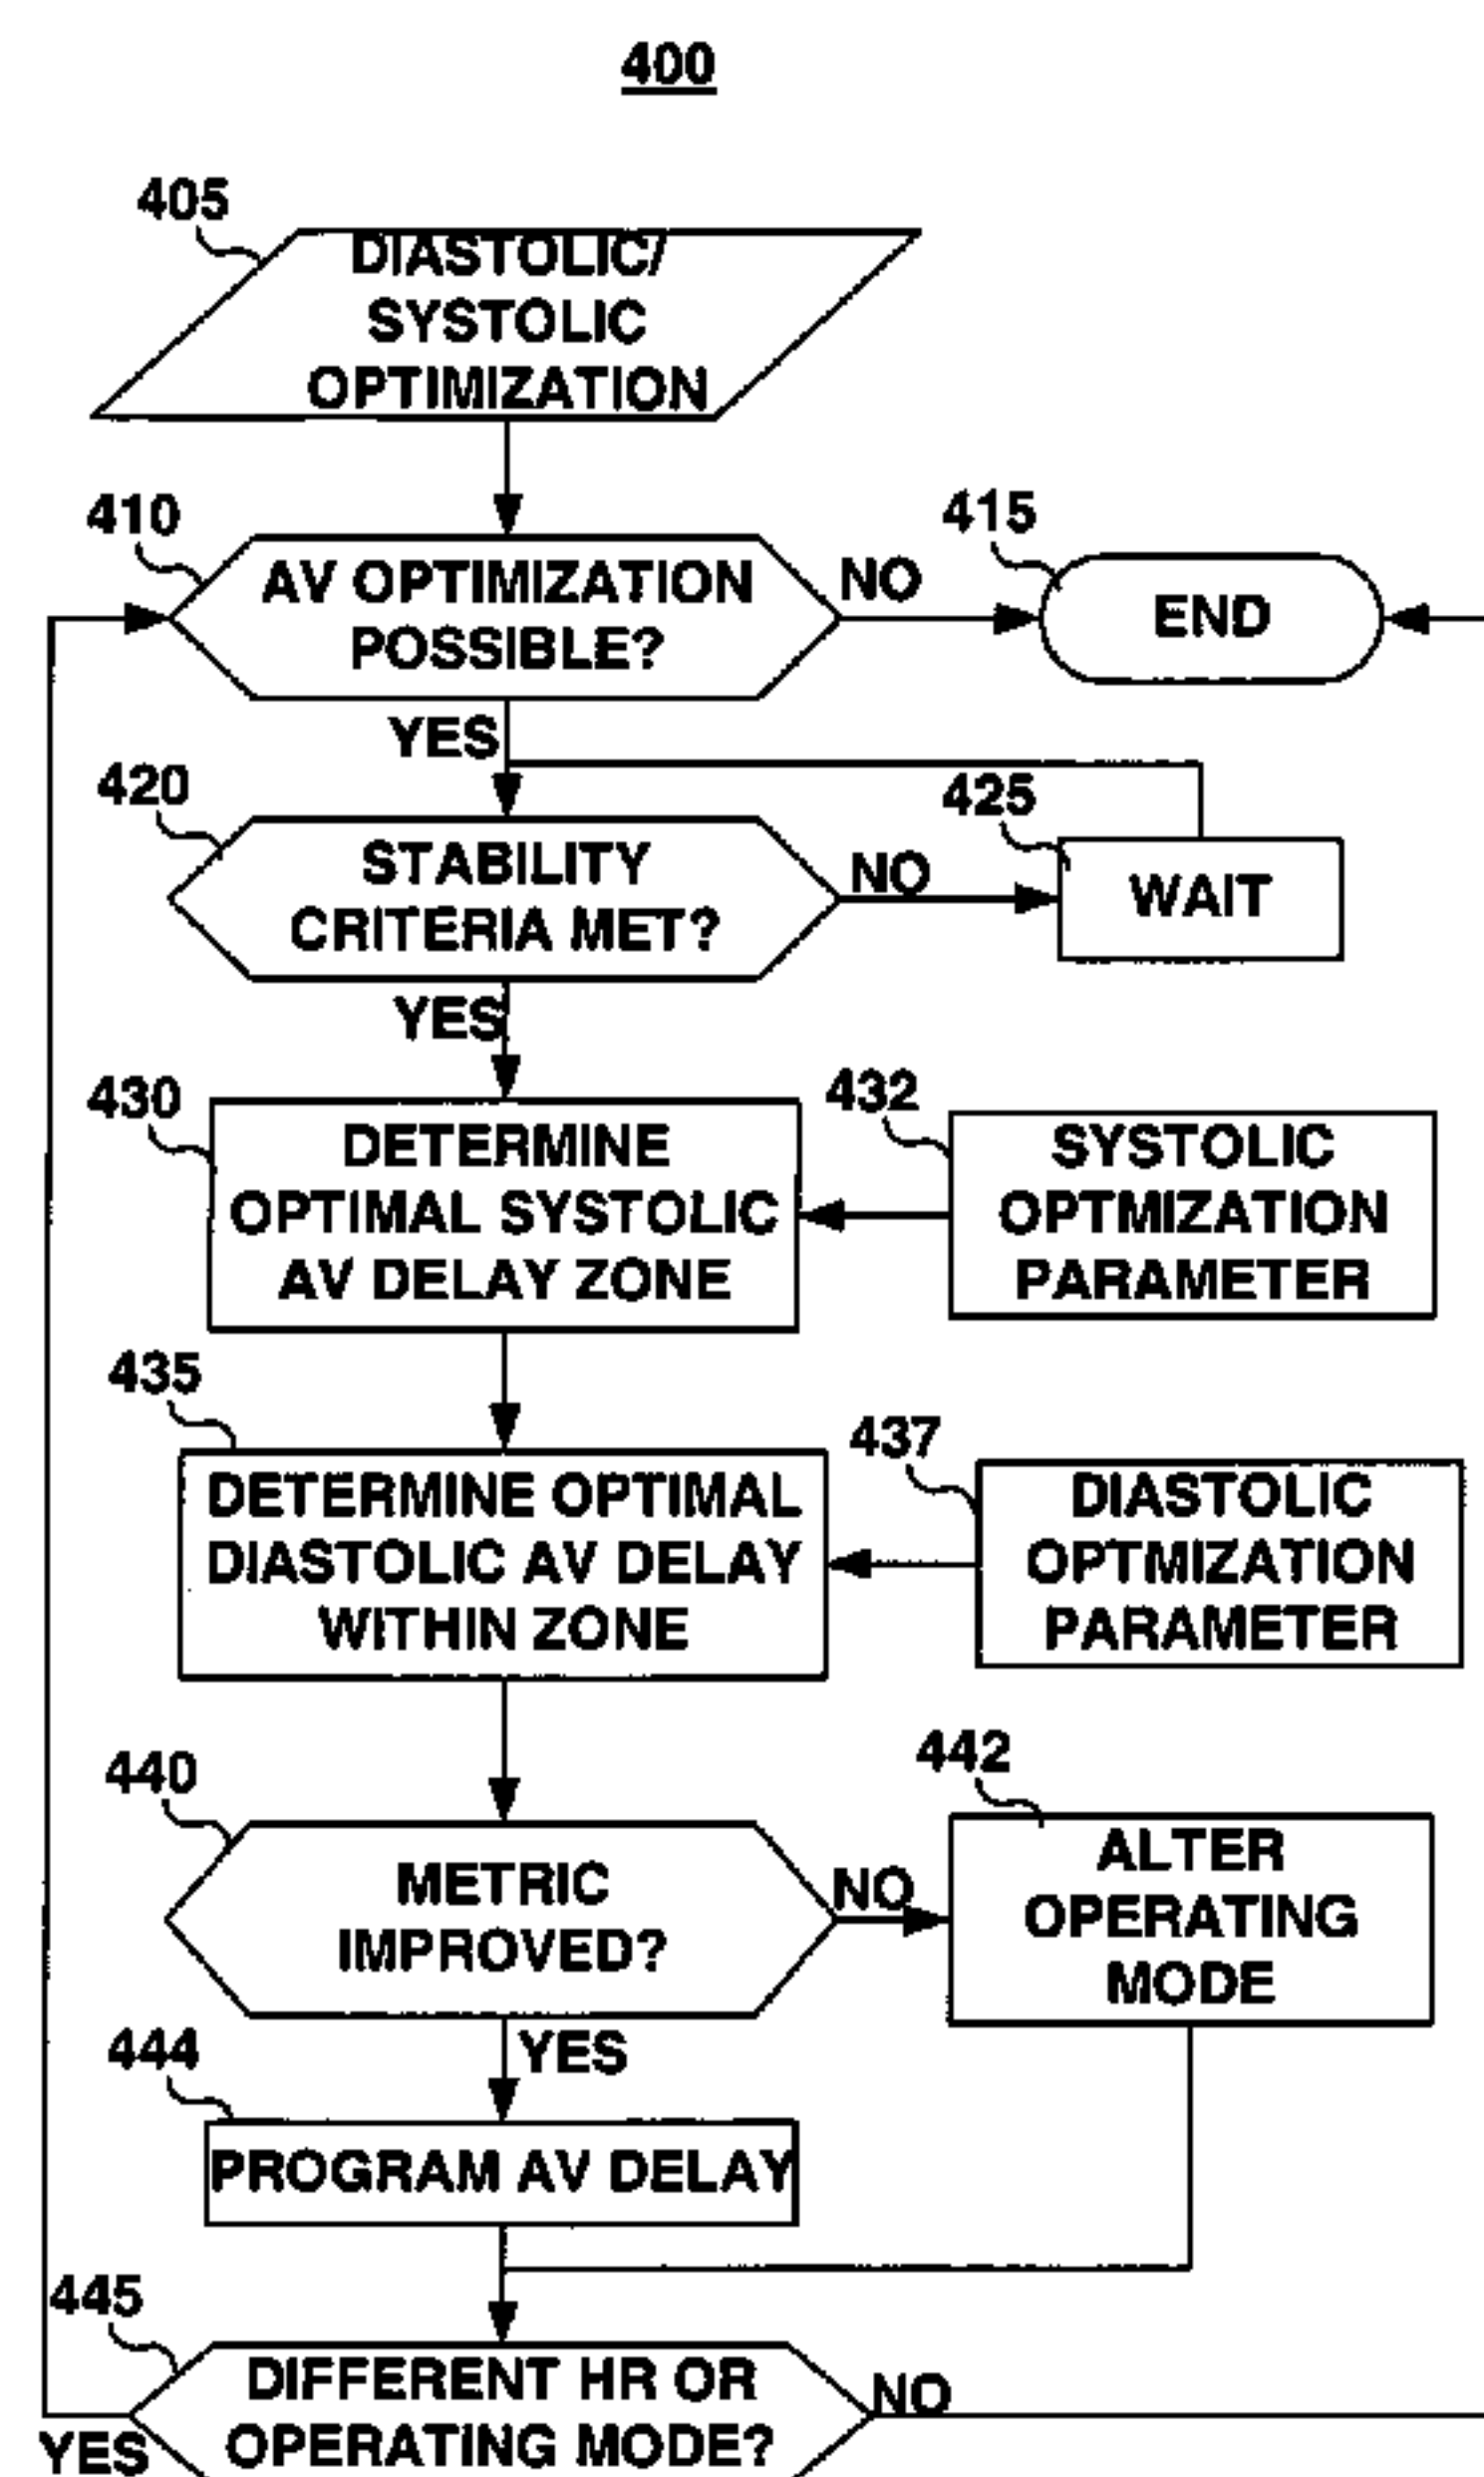 400
405
DIASTOLIC/
SYSTOLIC
OPTIMIZATION
410
AV OPTIMIZATION
POSSIBLE?
NO
415
END
YES
420
STABILITY
CRITERIA MET?
NO
425
WAIT
YES
430
DETERMINE
OPTIMAL SYSTOLIC
AV DELAY ZONE
432
SYSTOLIC
OPTMIZATION
PARAMETER
435
DETERMINE OPTIMAL
DIASTOLIC AV DELAY
WITHIN ZONE
437
DIASTOLIC
OPTMIZATION
PARAMETER
440
METRIC
IMPROVED?
NO
442
ALTER
OPERATING
MODE
YES
444
PROGRAM AV DELAY
445
DIFFERENT HR OR
OPERATING MODE?
NO
YES